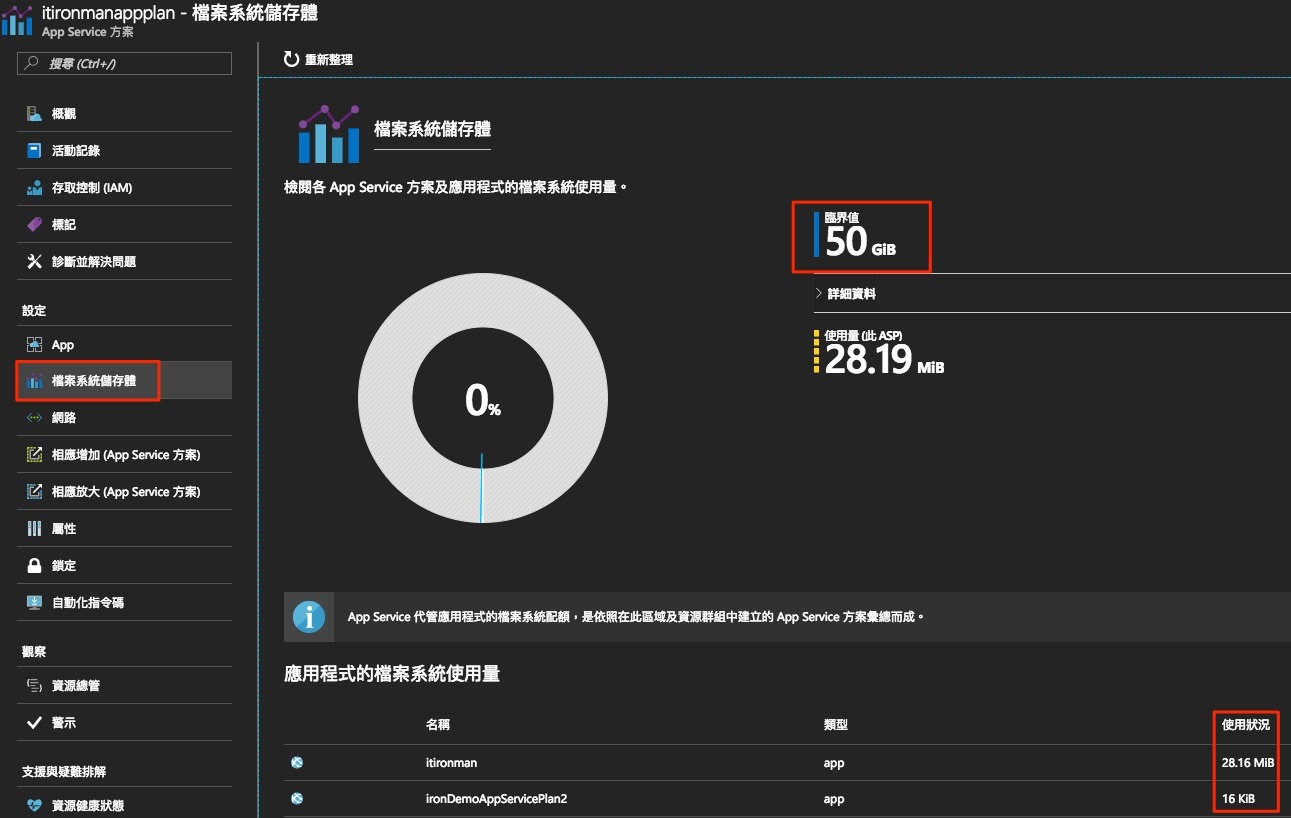 itironmanappplan - 檔案系統儲存體
App Service 方案
搜尋 (Ctrl+/)
概觀
活動記錄
存取控制 (IAM)
標記
診斷並解決問題
設定
App
檔案系統儲存體
網路
相應增加 (App Service 方案)
相應放大 (App Service 方案)
屬性
鎖定
自動化指令碼
觀察
資源總管
警示
支援與疑難排解
資源健康狀態
重新整理
檔案系統儲存體
檢閱各 App Service 方案及應用程式的檔案系統使用量。
0%
臨界值
50 GiB
詳細資料
使用量 (此 ASP)
28.19 MiB
App Service 代管應用程式的檔案系統配額，是依照在此區域及資源群組中建立的 App Service 方案彙總而成。
應用程式的檔案系統使用量
名稱 類型 使用狀況
itironman app 28.16 MiB
ironDemoAppServicePlan2 app 16 KiB